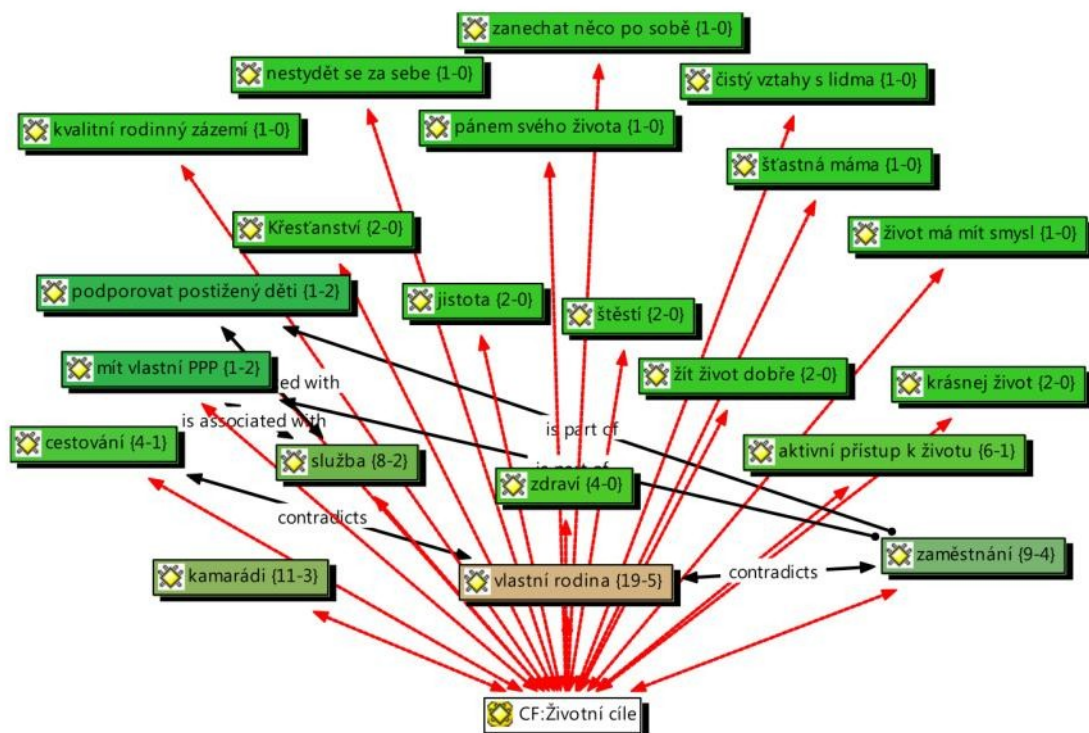 zanechat něco po sobě {1-0}
nestydět se za sebe {1-0}
čistý vztahy s lidma {1-0}
kvalitní rodinný zázemí {1-0}
pánem svého života {1-0}
šťastná máma {1-0}
Křesťanství {2-0}
život má mít smysl {1-0}
podporovat postižený děti {1-2}
jistota {2-0}
štěstí {2-0}
mít vlastní PPP {1-2}
žít život dobře {2-0}
krásnej život {2-0}
with
is associated with
is part of
cestování {4-1}
služba {8-2}
aktivní přístup k životu {6-1}
is part of
zdraví {4-0}
contradicts
zaměstnání {9-4}
kamarádí {11-3}
vlastní rodina {19-5}
contradicts
CF:Životní cíle